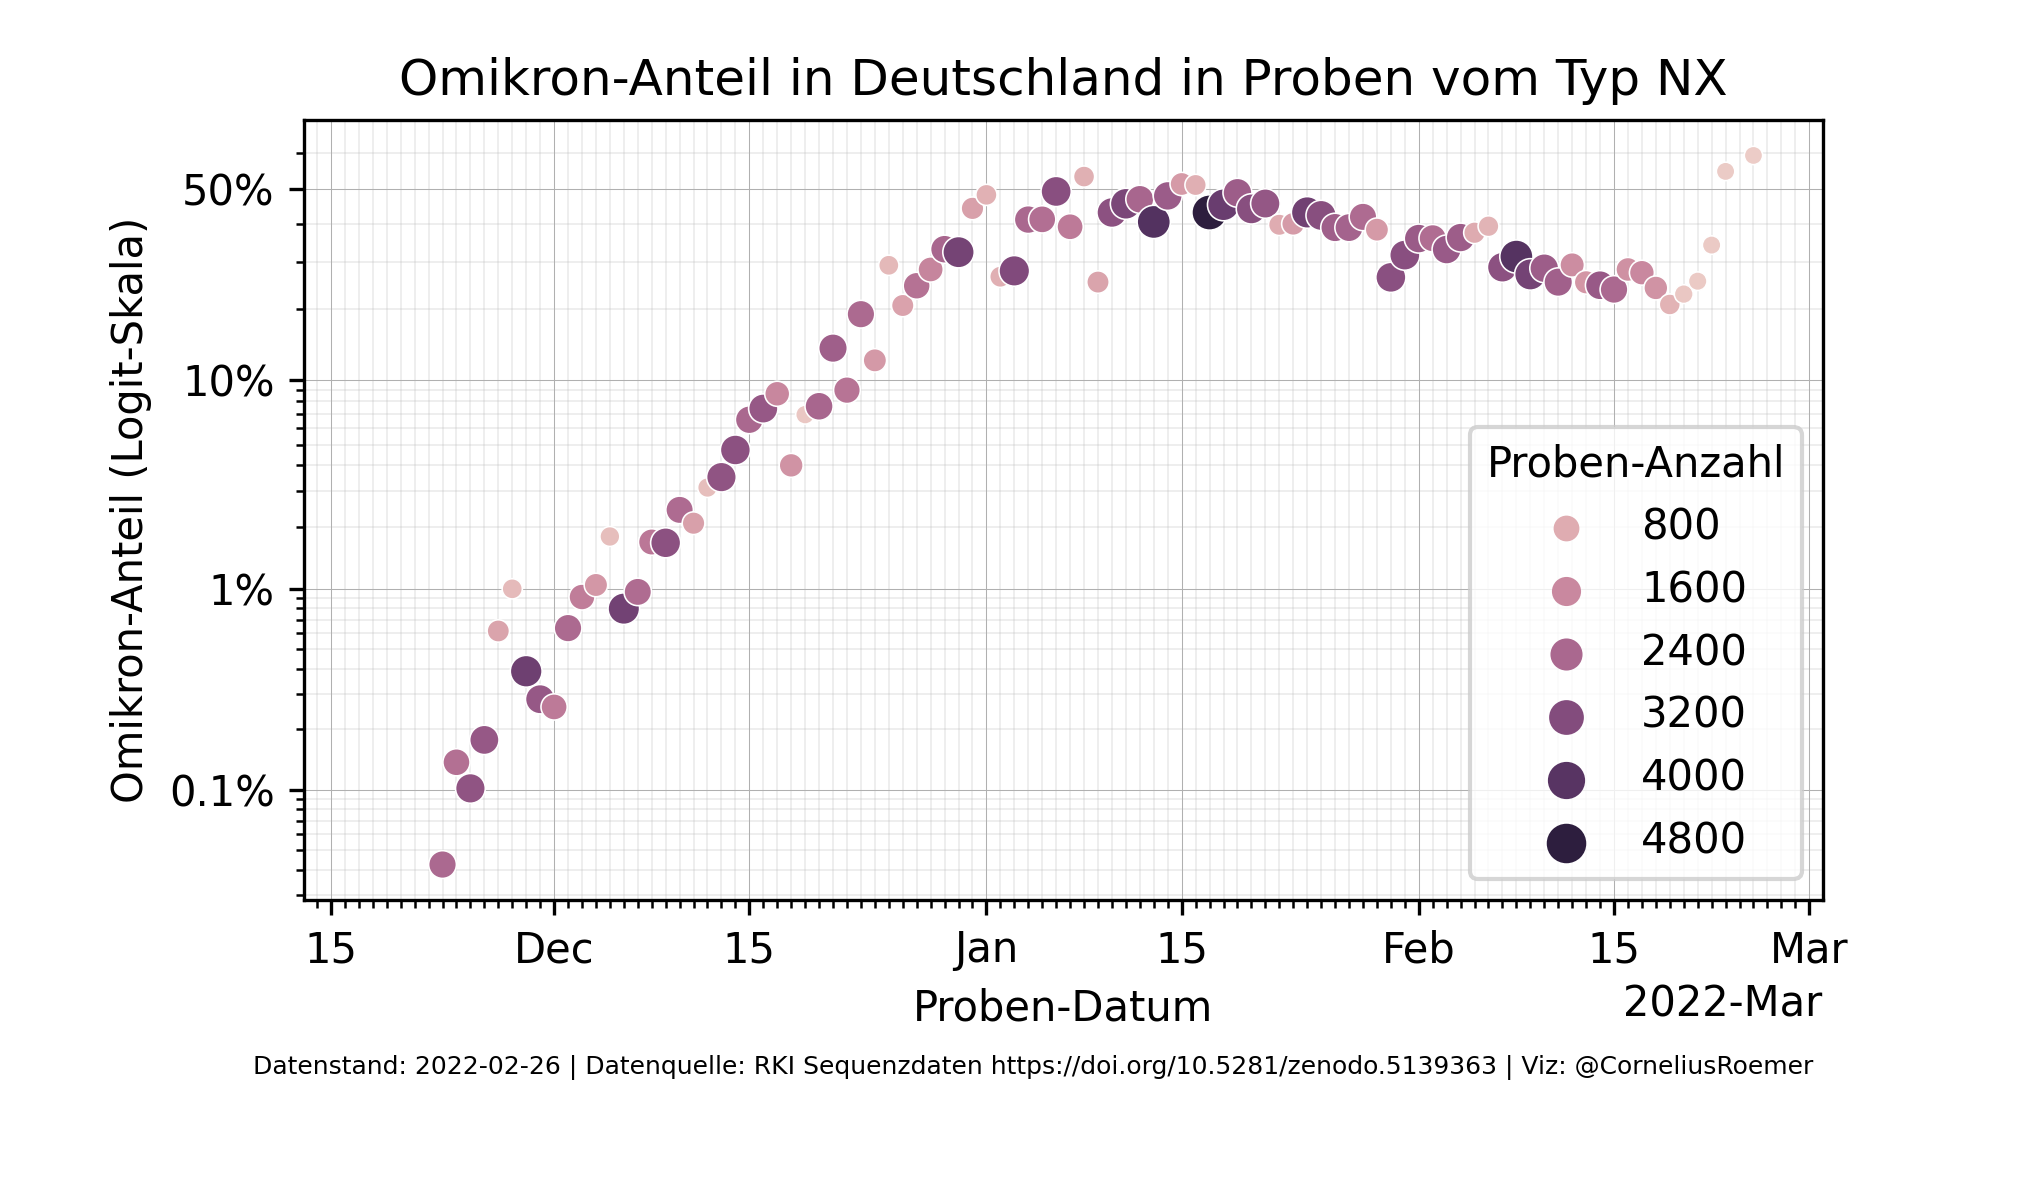 Omikron-Anteil in Deutschland in Proben vom Typ NX
Omikron-Anteil (Logit-Skala)
50%
10%
1%
0.1%
Proben-Anzahl
800
1600
2400
3200
4000
4800
15 Dec 15 Jan 15 Feb 15 Mar
Proben-Datum
2022-Mar
Datenstand: 2022-02-26 | Datenquelle: RKI Sequenzdaten https://doi.org/10.5281/zenodo.5139363 | Viz: @CorneliusRoemer